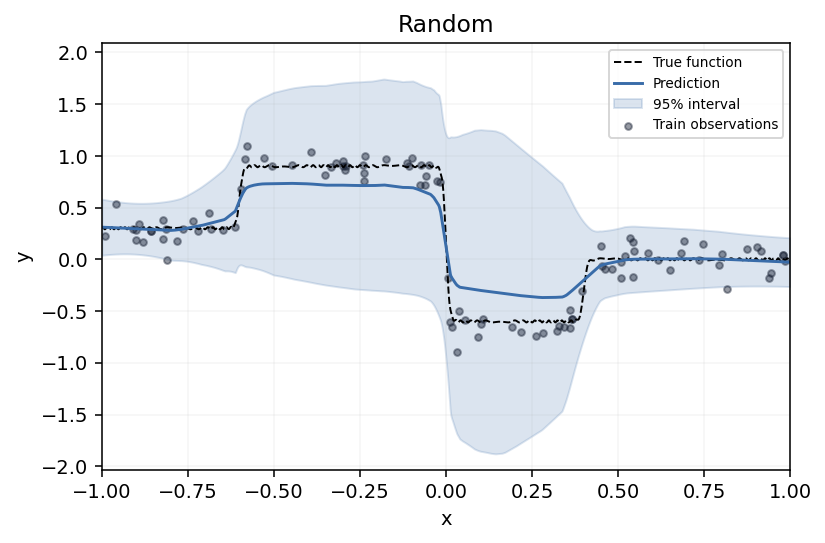 Random
True function
Prediction
95% interval
Train observations
y
2.0
1.5
1.0
0.5
0.0
−0.5
−1.0
−1.5
−2.0
−1.00 −0.75 −0.50 −0.25 0.00 0.25 0.50 0.75 1.00
x